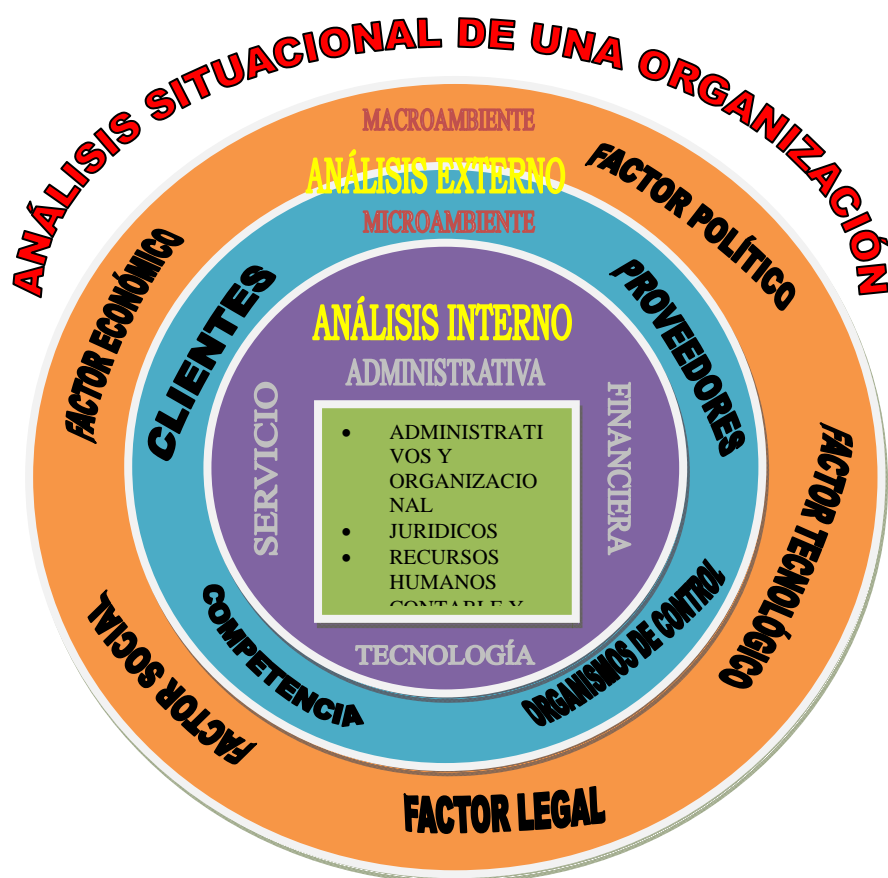 ANÁLISIS SITUACIONAL DE UNA ORGANIZACIÓN
MACROAMBIENTE
ANÁLISIS EXTERNO
MICROAMBIENTE
FACTOR ECONÓMICO
FACTOR POLÍTICO
CLIENTES
PROVEEDORES
ANÁLISIS INTERNO
ADMINISTRATIVA
SERVICIO
FINANCIERA
• ADMINISTRATI
VOS Y
ORGANIZACIO
NAL
• JURIDICOS
• RECURSOS
HUMANOS
CONTABLE Y
FACTOR TECNOLÓGICO
TECNOLOGÍA
COMPETENCIA
ORGANISMOS DE CONTROL
FACTOR SOCIAL
FACTOR LEGAL